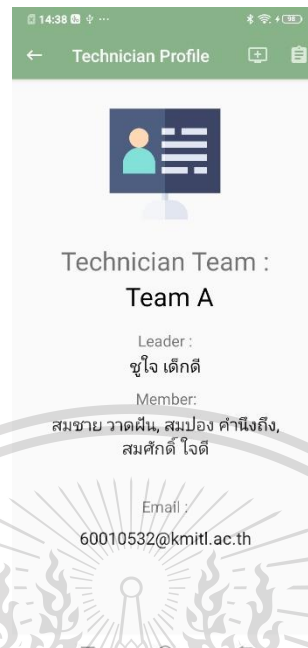 14:38
98
Technician Profile
Technician Team :
Team A
Leader :
ชูใจ เด็กดี
Member:
สมชาย วาดฝัน, สมปอง คำนึงถึง,
สมศักดิ์ ใจดี
Email :
60010532@kmitl.ac.th